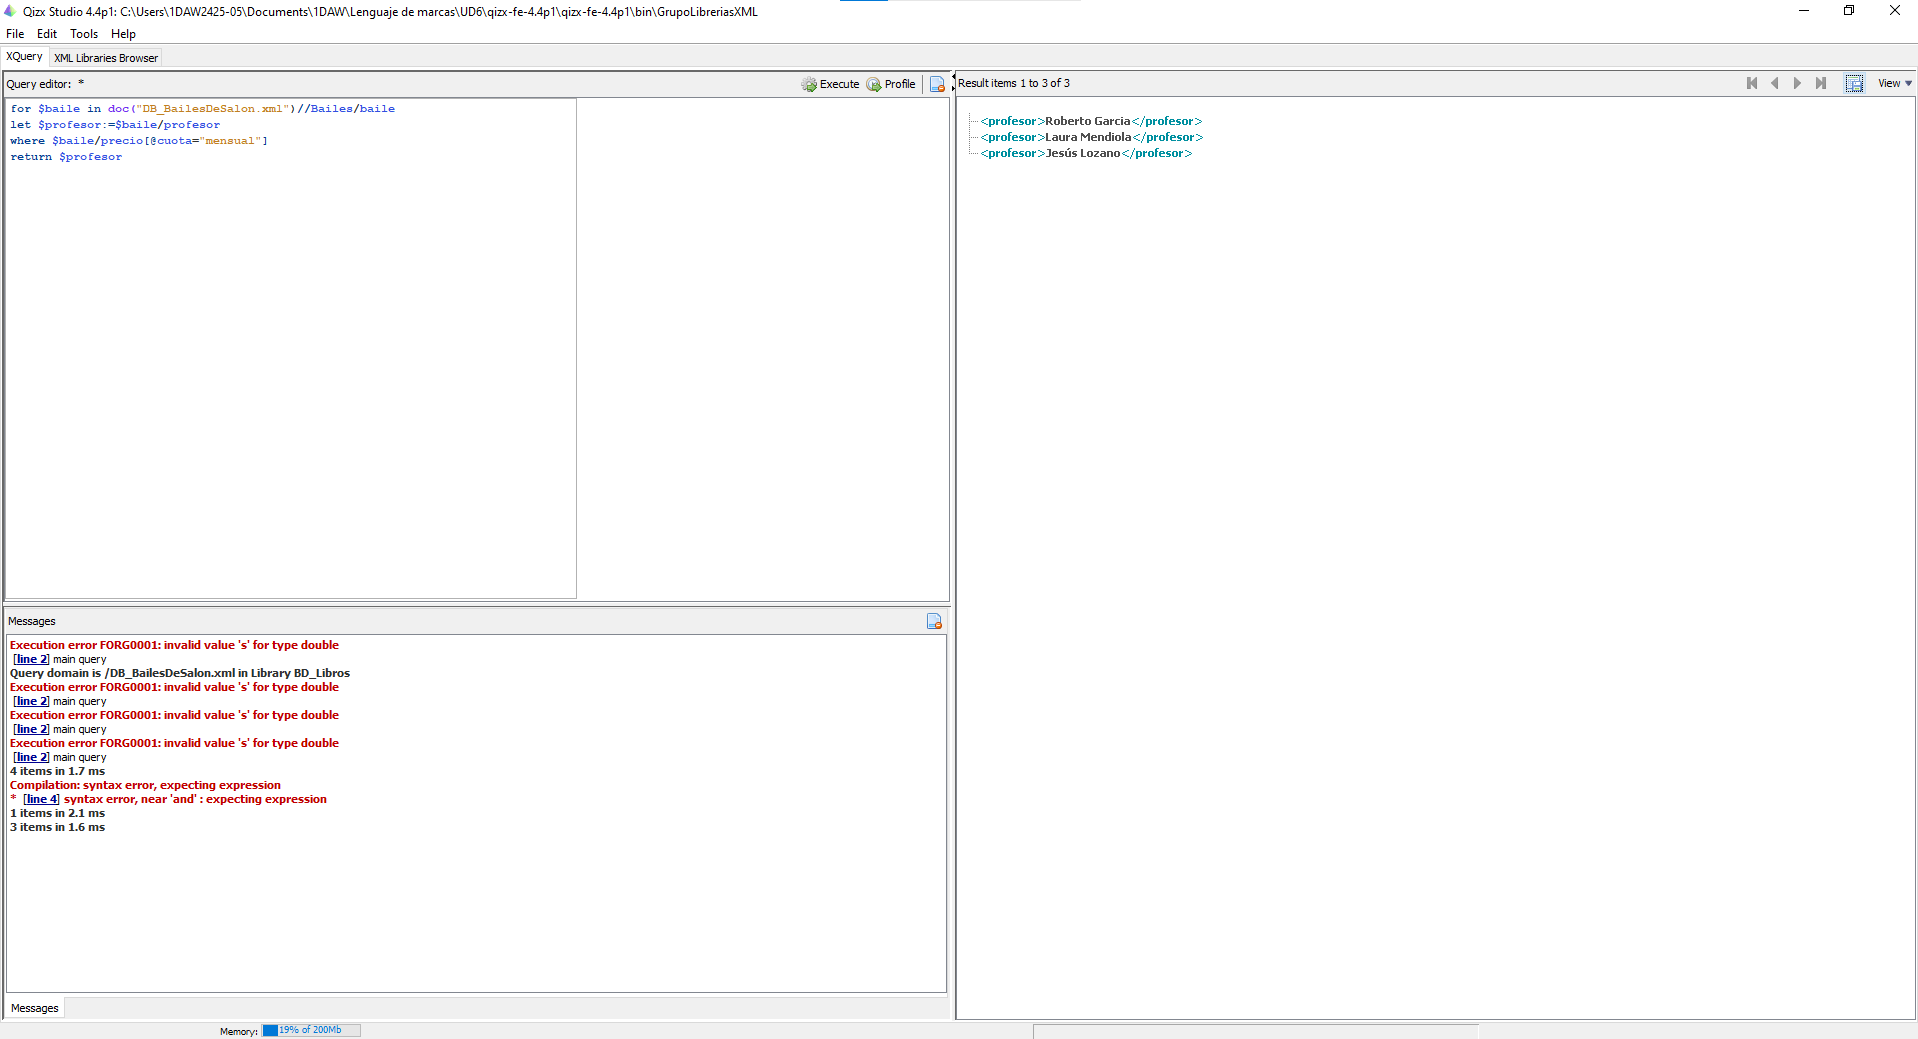 Qizx Studio 4.4p1: C:\Users\1DAW2425-05\Documents\1DAW\Lenguaje de marcas\UD6\qizx-fe-4.4p1\qizx-fe-4.4p1\bin\GrupoLibreriasXML
File Edit Tools Help
XQuery XML Libraries Browser
Query editor: * Execute Profile
for $baile in doc("DB_BailesDeSalon.xml")//Bailes/baile
let $profesor:=$baile/profesor
where $baile/precio[@cuota="mensual"]
return $profesor
Messages
Execution error FORG0001: invalid value 's' for type double
[line 2] main query
Query domain is /DB_BailesDeSalon.xml in Library BD_Libros
Execution error FORG0001: invalid value 's' for type double
[line 2] main query
Execution error FORG0001: invalid value 's' for type double
[line 2] main query
Execution error FORG0001: invalid value 's' for type double
[line 2] main query
4 items in 1.7 ms
Compilation: syntax error, expecting expression
* [line 4] syntax error, near 'and' : expecting expression
1 items in 2.1 ms
3 items in 1.6 ms
Messages
Result items 1 to 3 of 3 View
<profesor>Roberto Garcia</profesor>
<profesor>Laura Mendiola</profesor>
<profesor>Jesús Lozano</profesor>
Memory: 19% of 200Mb